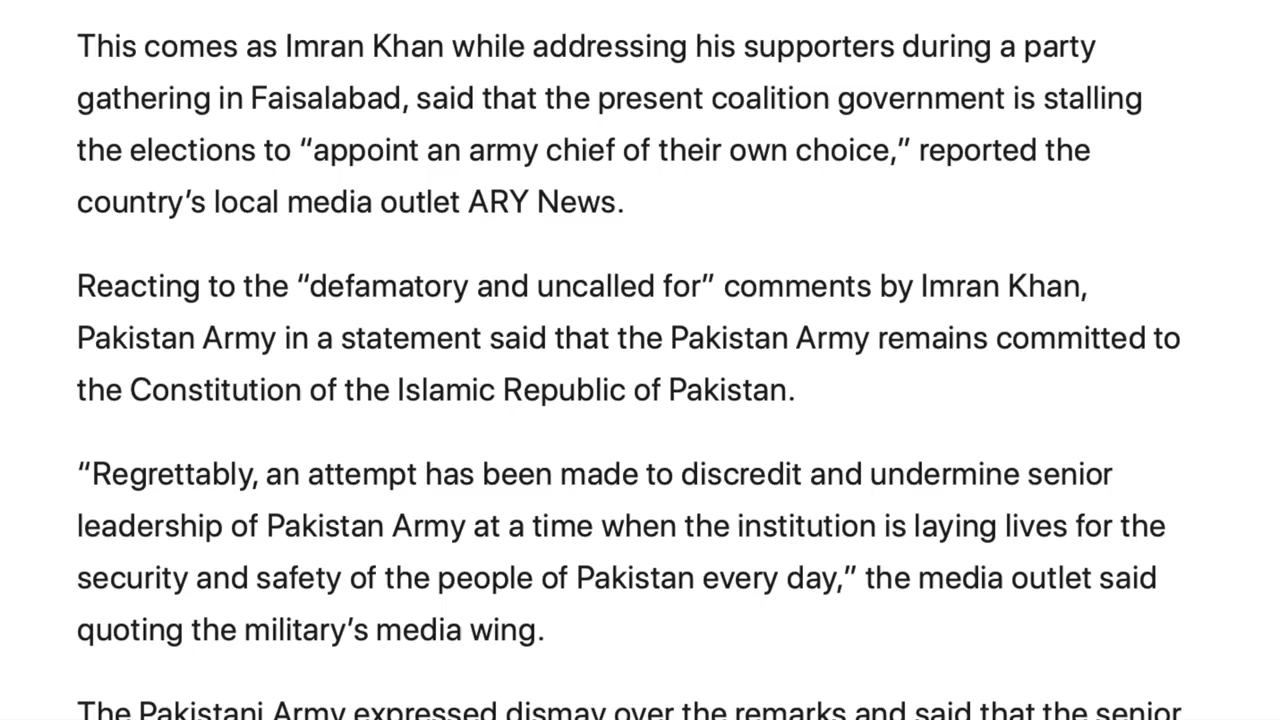 This comes as Imran Khan while addressing his supporters during a party
gathering in Faisalabad, said that the present coalition government is stalling
the elections to “appoint an army chief of their own choice,” reported the
country’s local media outlet ARY News.
Reacting to the “defamatory and uncalled for” comments by Imran Khan,
Pakistan Army in a statement said that the Pakistan Army remains committed to
the Constitution of the Islamic Republic of Pakistan.
“Regrettably, an attempt has been made to discredit and undermine senior
leadership of Pakistan Army at a time when the institution is laying lives for the
security and safety of the people of Pakistan every day,” the media outlet said
quoting the military’s media wing.
The Pakistani Army expressed dismay over the remarks and said that the senior